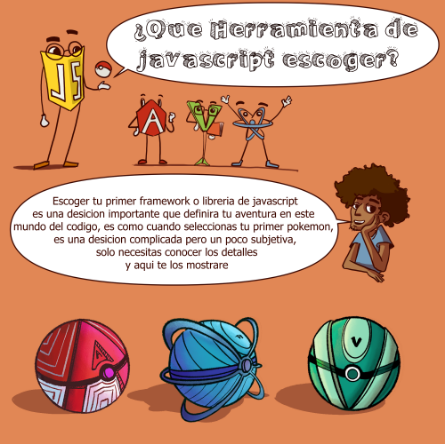 ¿Que Herramienta de
javascript escoger?
JS
A
V
Escoger tu primer framework o libreria de javascript
es una desicion importante que definira tu aventura en este
mundo del codigo, es como cuando seleccionas tu primer pokemon,
es una desicion complicada pero un poco subjetiva,
solo necesitas conocer los detalles
y aqui te los mostrare
A
V